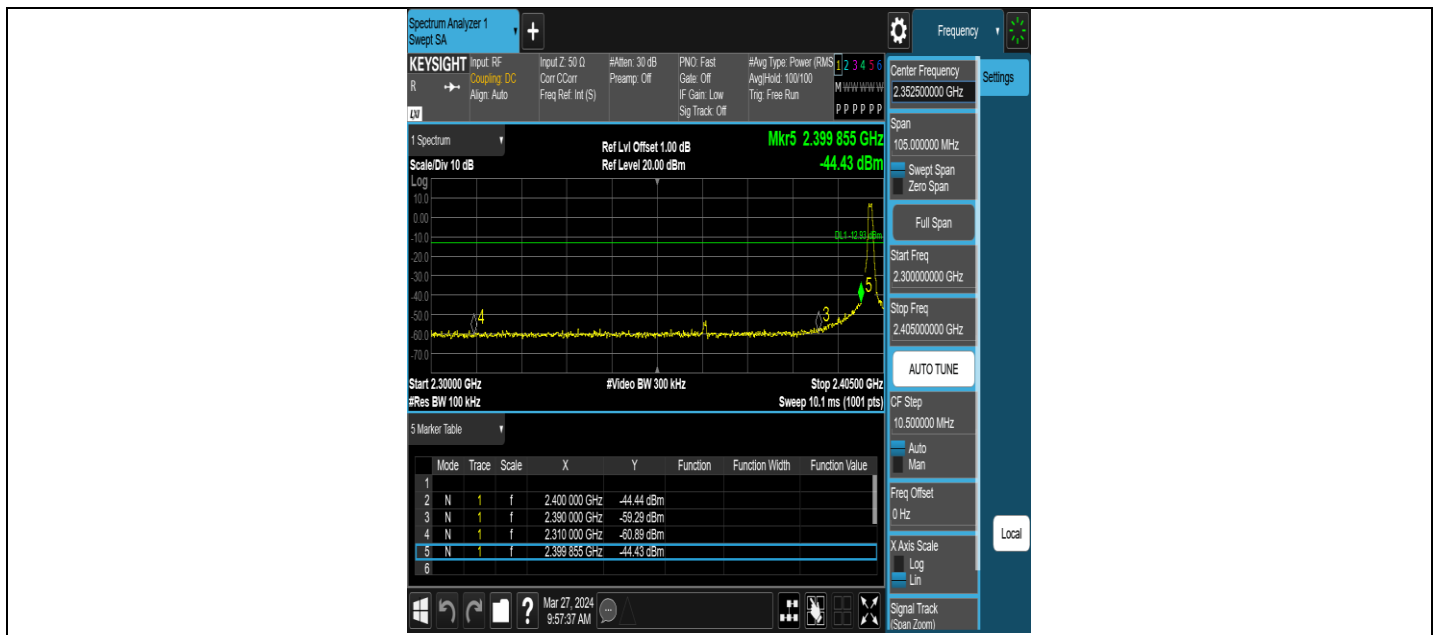 Spectrum Analyzer 1
Swept SA
+
Frequency
KEYSIGHT
R
LXI
Input: RF
Coupling: DC
Align: Auto
Input Z: 50 Ω
Corr CCorr
Freq Ref: Int (S)
#Atten: 30 dB
Preamp: Off
PNO: Fast
Gate: Off
IF Gain: Low
Sig Track: Off
#Avg Type: Power (RMS
Avg|Hold: 100/100
Trig: Free Run
1 2 3 4 5 6
M W W W W W
P P P P P P
1 Spectrum
Scale/Div 10 dB
Ref Lvl Offset 1.00 dB
Ref Level 20.00 dBm
Mkr5 2.399 855 GHz
-44.43 dBm
Log
10.0
0.00
-10.0
-20.0
-30.0
-40.0
-50.0
-60.0
-70.0
DL1 -12.93 dBm
5
4
3
Start 2.30000 GHz
#Video BW 300 kHz
Stop 2.40500 GHz
#Res BW 100 kHz
Sweep 10.1 ms (1001 pts)
5 Marker Table
Mode Trace Scale X Y Function Function Width Function Value
1
2 N 1 f 2.400 000 GHz -44.44 dBm
3 N 1 f 2.390 000 GHz -59.29 dBm
4 N 1 f 2.310 000 GHz -60.89 dBm
5 N 1 f 2.399 855 GHz -44.43 dBm
6
?
Mar 27, 2024
9:57:37 AM
Center Frequency
2.352500000 GHz
Settings
Span
105.000000 MHz
Swept Span
Zero Span
Full Span
Start Freq
2.300000000 GHz
Stop Freq
2.405000000 GHz
AUTO TUNE
CF Step
10.500000 MHz
Auto
Man
Freq Offset
0 Hz
X Axis Scale
Log
Lin
Signal Track
(Span Zoom)
Local